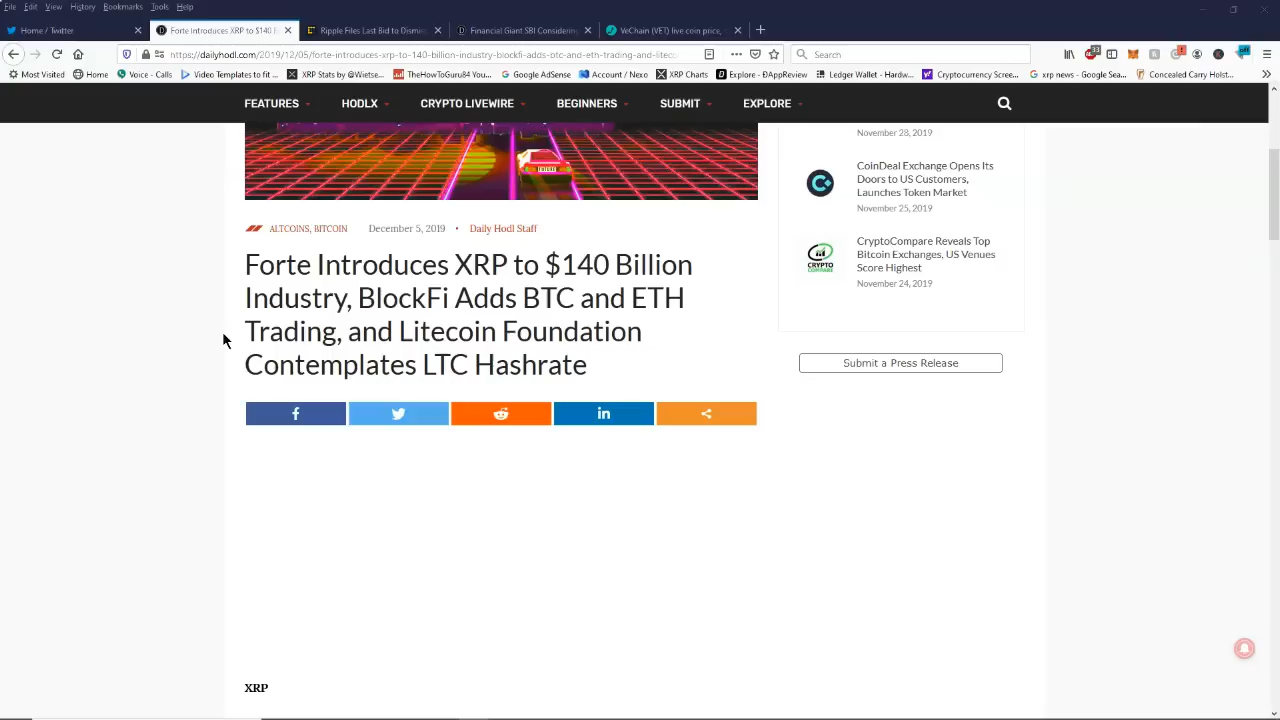 File Edit View History Bookmarks Tools Help
Home / Twitter
Forte Introduces XRP to $140 B
Ripple Files Last Bid to Dismiss
Financial Giant SBI Considering
VeChain (VET) live coin price,
https://dailyhodl.com/2019/12/05/forte-introduces-xrp-to-140-billion-industry-blockfi-adds-btc-and-eth-trading-and-litec
Search
Most Visited Home Voice - Calls Video Templates to fit ... XRP Stats by @Wietse... TheHowToGuru84 You... Google AdSense Account / Nexo XRP Charts Explore - ÐAppReview Ledger Wallet - Hardw... Cryptocurrency Scree... xrp news - Google Sea... Concealed Carry Holst...
FEATURES HODLX CRYPTO LIVEWIRE BEGINNERS SUBMIT EXPLORE
ALTCOINS, BITCOIN December 5, 2019 • Daily Hodl Staff
Forte Introduces XRP to $140 Billion
Industry, BlockFi Adds BTC and ETH
Trading, and Litecoin Foundation
Contemplates LTC Hashrate
XRP
November 28, 2019
CoinDeal Exchange Opens Its
Doors to US Customers,
Launches Token Market
November 25, 2019
CRYPTO
COMPARE
CryptoCompare Reveals Top
Bitcoin Exchanges, US Venues
Score Highest
November 24, 2019
Submit a Press Release